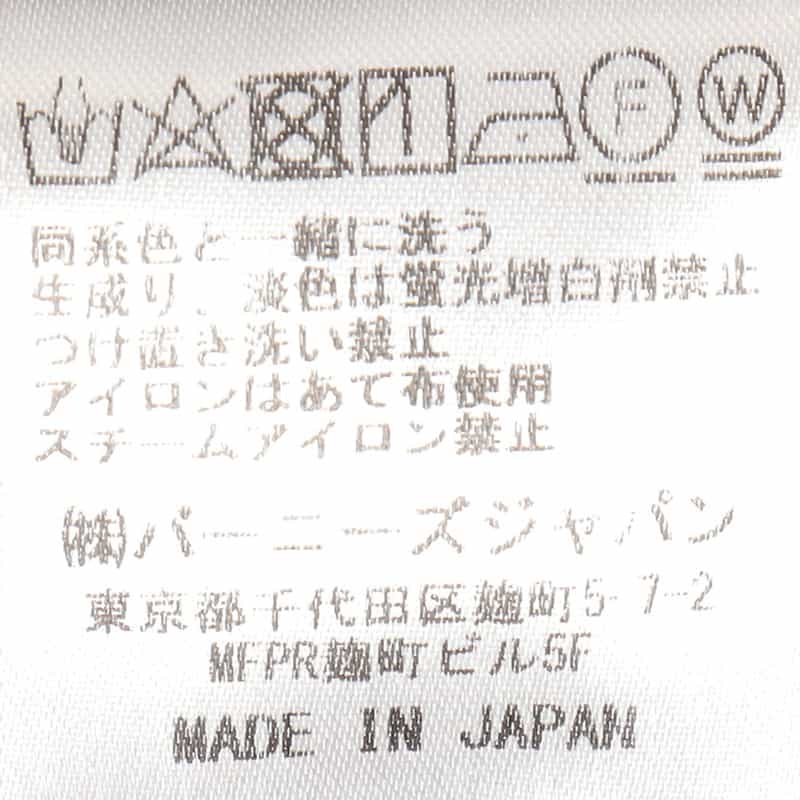 F W
同系色と一緒に洗う
生成り、淡色は蛍光増白剤禁止
つけ置き洗い禁止
アイロンはあて布使用
スチームアイロン禁止
㈱バーニーズジャパン
東京都千代田区麹町5-7-2
MFPR麹町ビル5F
MADE IN JAPAN